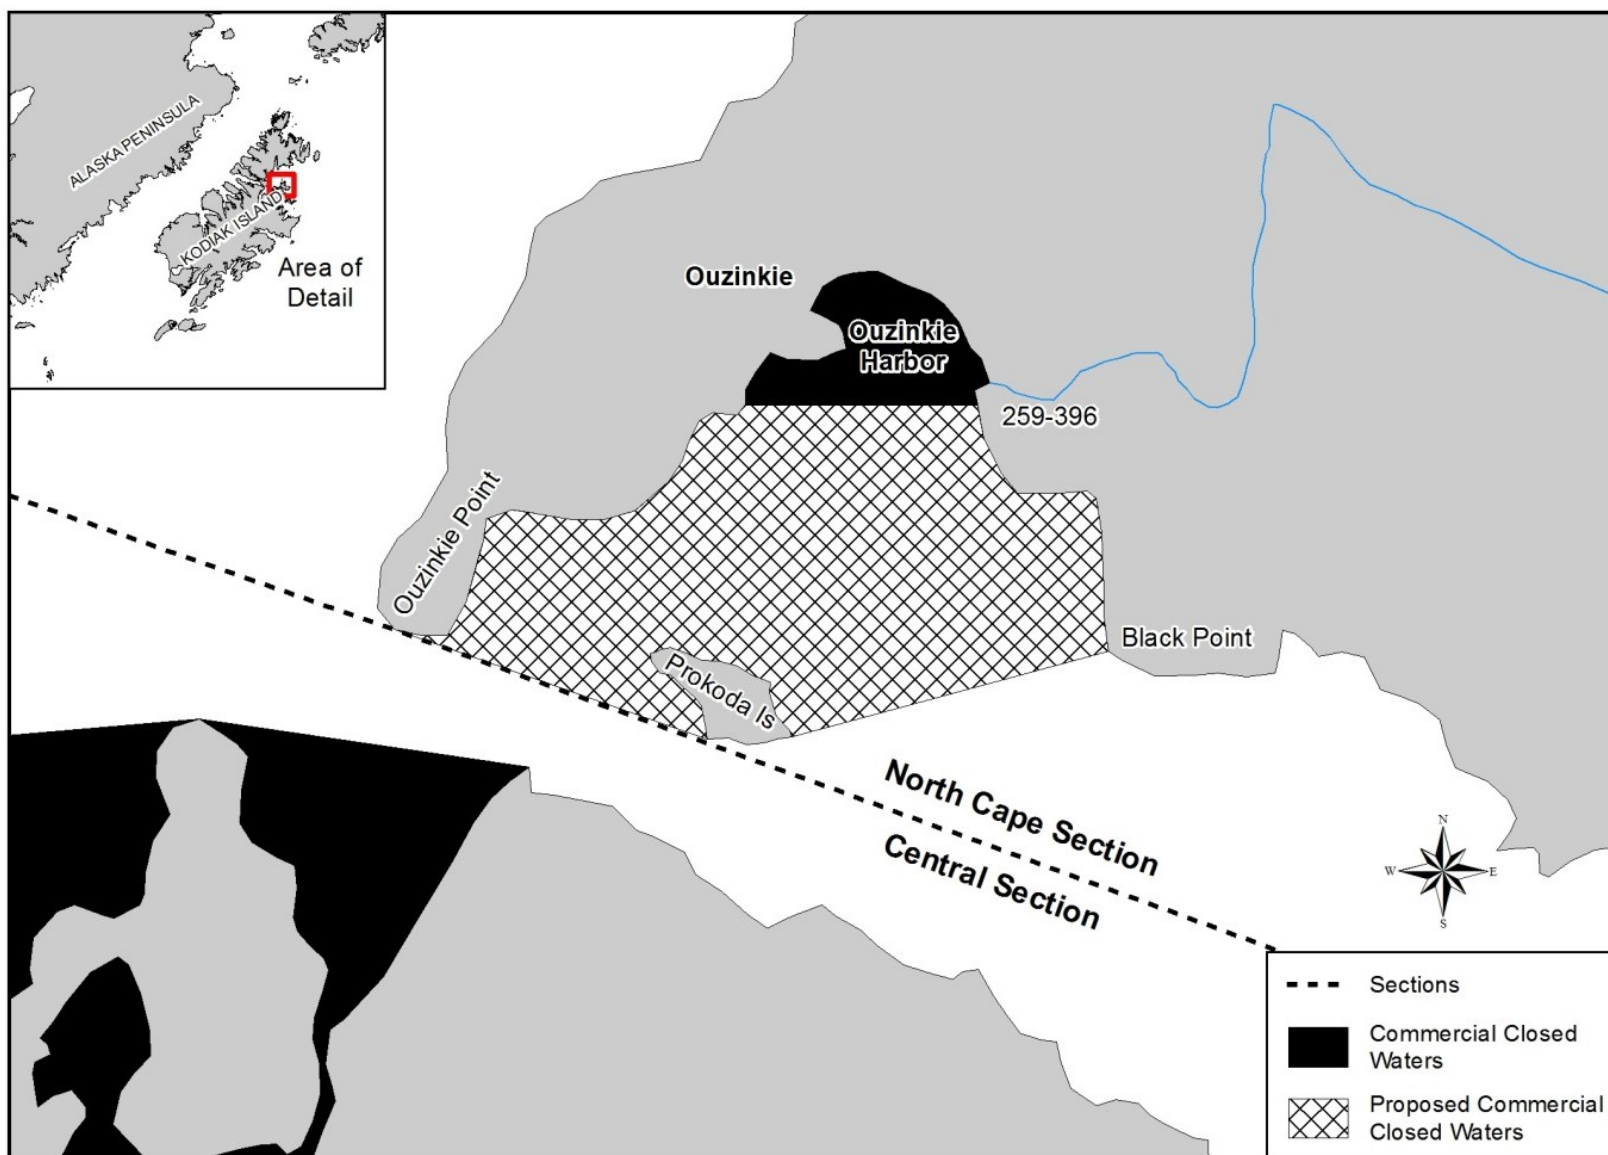 ALASKA PENINSULA
KODIAK ISLAND
Area of
Detail
Ouzinkie
Ouzinkie
Harbor
259-396
Ouzinkie Point
Black Point
Prokoda Is
North Cape Section
Central Section
N
W
E
S
Sections
Commercial Closed
Waters
Proposed Commercial
Closed Waters